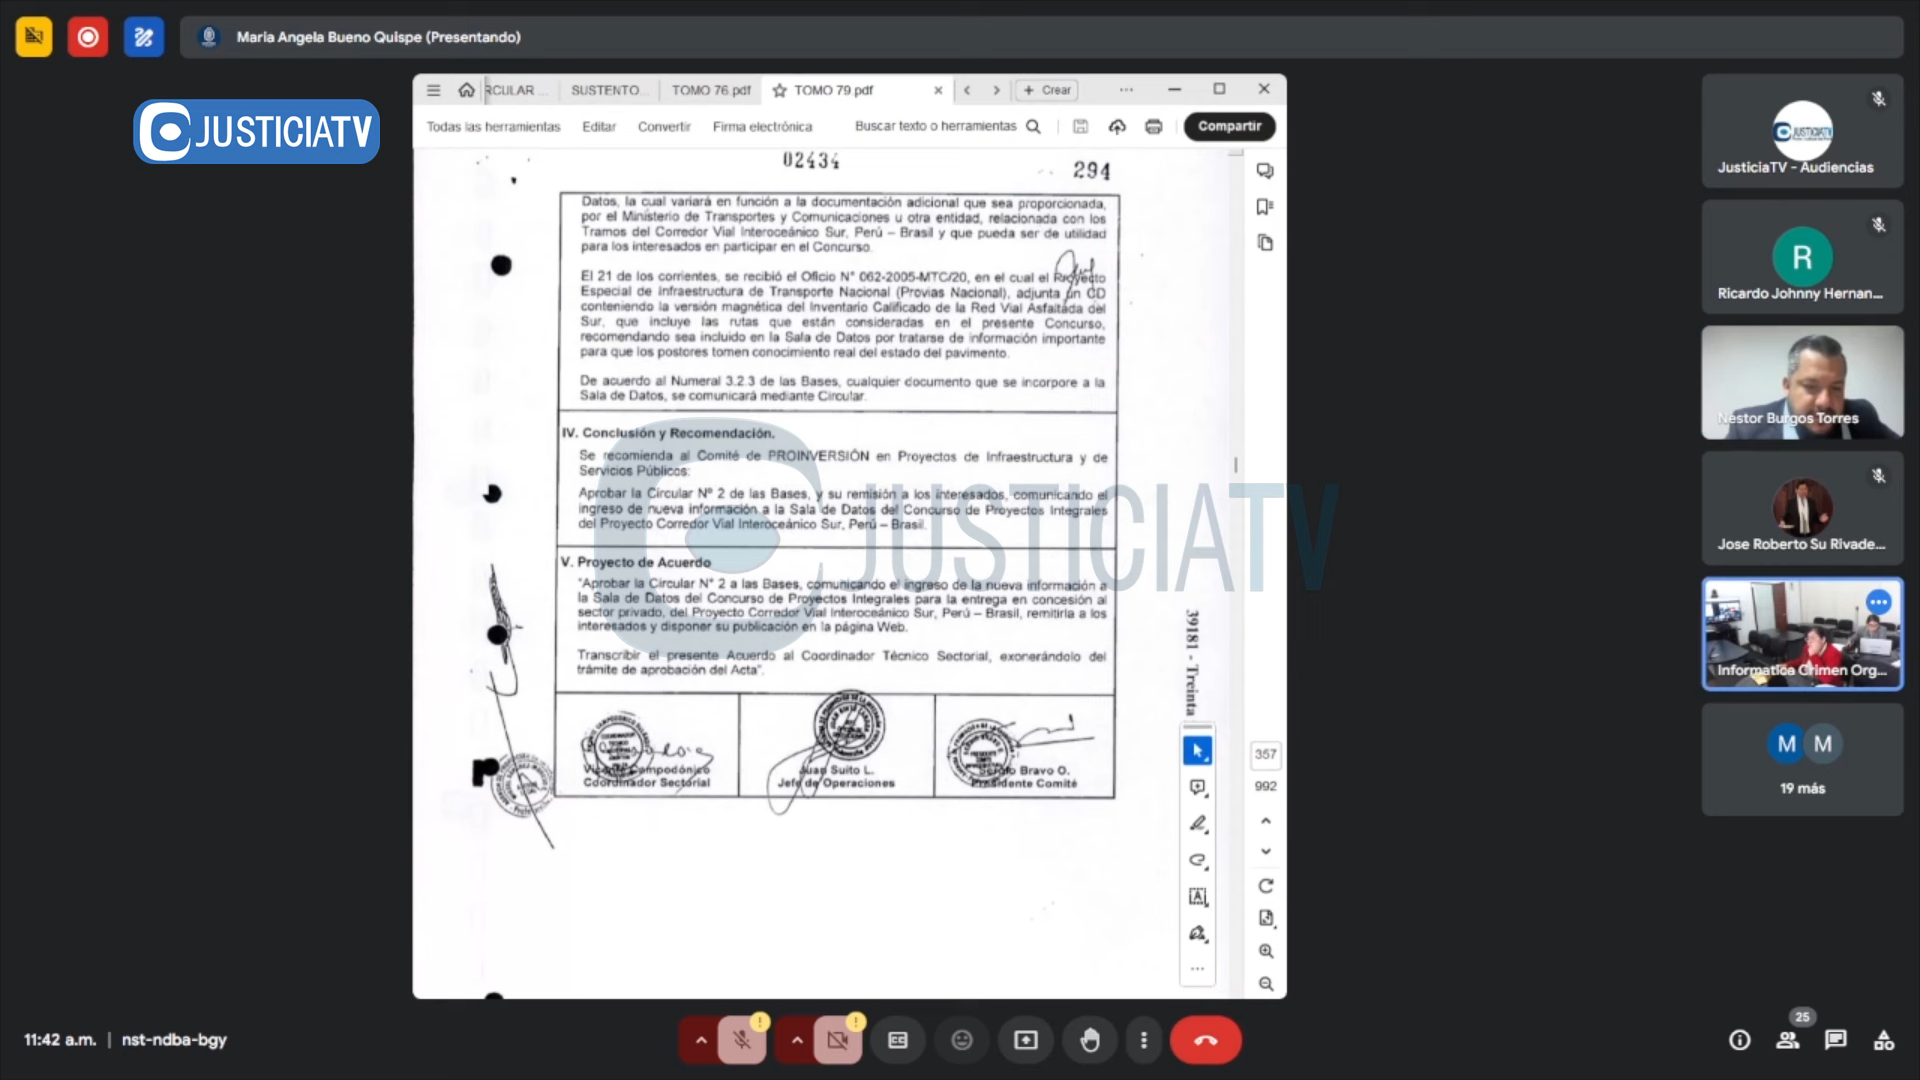 Maria Angela Bueno Quispe (Presentando)
JUSTICIATV
RCULAR ...
SUSTENTO...
TOMO 76.pdf
TOMO 79.pdf
Crear
Todas las herramientas
Editar
Convertir
Firma electrónica
Buscar texto o herramientas
Compartir
02434
294
Datos, la cual variará en función a la documentación adicional que sea proporcionada,
por el Ministerio de Transportes y Comunicaciones u otra entidad, relacionada con los
Tramos del Corredor Vial Interoceánico Sur, Perú – Brasil y que pueda ser de utilidad
para los interesados en participar en el Concurso.
El 21 de los corrientes, se recibió el Oficio N° 062-2005-MTC/20, en el cual el Proyecto
Especial de Infraestructura de Transporte Nacional (Provias Nacional), adjunta un CD
conteniendo la versión magnética del Inventario Calificado de la Red Vial Asfaltada del
Sur, que incluye las rutas que están consideradas en el presente Concurso,
recomendando sea incluido en la Sala de Datos por tratarse de información importante
para que los postores tomen conocimiento real del estado del pavimento.
De acuerdo al Numeral 3.2.3 de las Bases, cualquier documento que se incorpore a la
Sala de Datos, se comunicará mediante Circular.
IV. Conclusión y Recomendación.
Se recomienda al Comité de PROINVERSIÓN en Proyectos de Infraestructura y de
Servicios Públicos:
Aprobar la Circular Nº 2 de las Bases, y su remisión a los interesados, comunicando el
ingreso de nueva información a la Sala de Datos del Concurso de Proyectos Integrales
del Proyecto Corredor Vial Interoceánico Sur, Perú – Brasil.
V. Proyecto de Acuerdo
"Aprobar la Circular N° 2 a las Bases, comunicando el ingreso de la nueva información a
la Sala de Datos del Concurso de Proyectos Integrales para la entrega en concesión al
sector privado, del Proyecto Corredor Vial Interoceánico Sur, Perú – Brasil, remitirla a los
interesados y disponer su publicación en la página Web.
Transcribir el presente Acuerdo al Coordinador Técnico Sectorial, exonerándolo del
trámite de aprobación del Acta".
Vicente Campodónico
Coordinador Sectorial
Juan Suito L.
Jefe de Operaciones
Sergio Bravo O.
Presidente Comité
39181 - Treinta
JUSTICIATV
357
992
JUSTICIATV
JusticiaTV - Audiencias
R
Ricardo Johnny Hernan...
Nestor Burgos Torres
Jose Roberto Su Rivade...
Informatica Crimen Org...
M
M
19 más
11:42 a.m. | nst-ndba-bgy
25